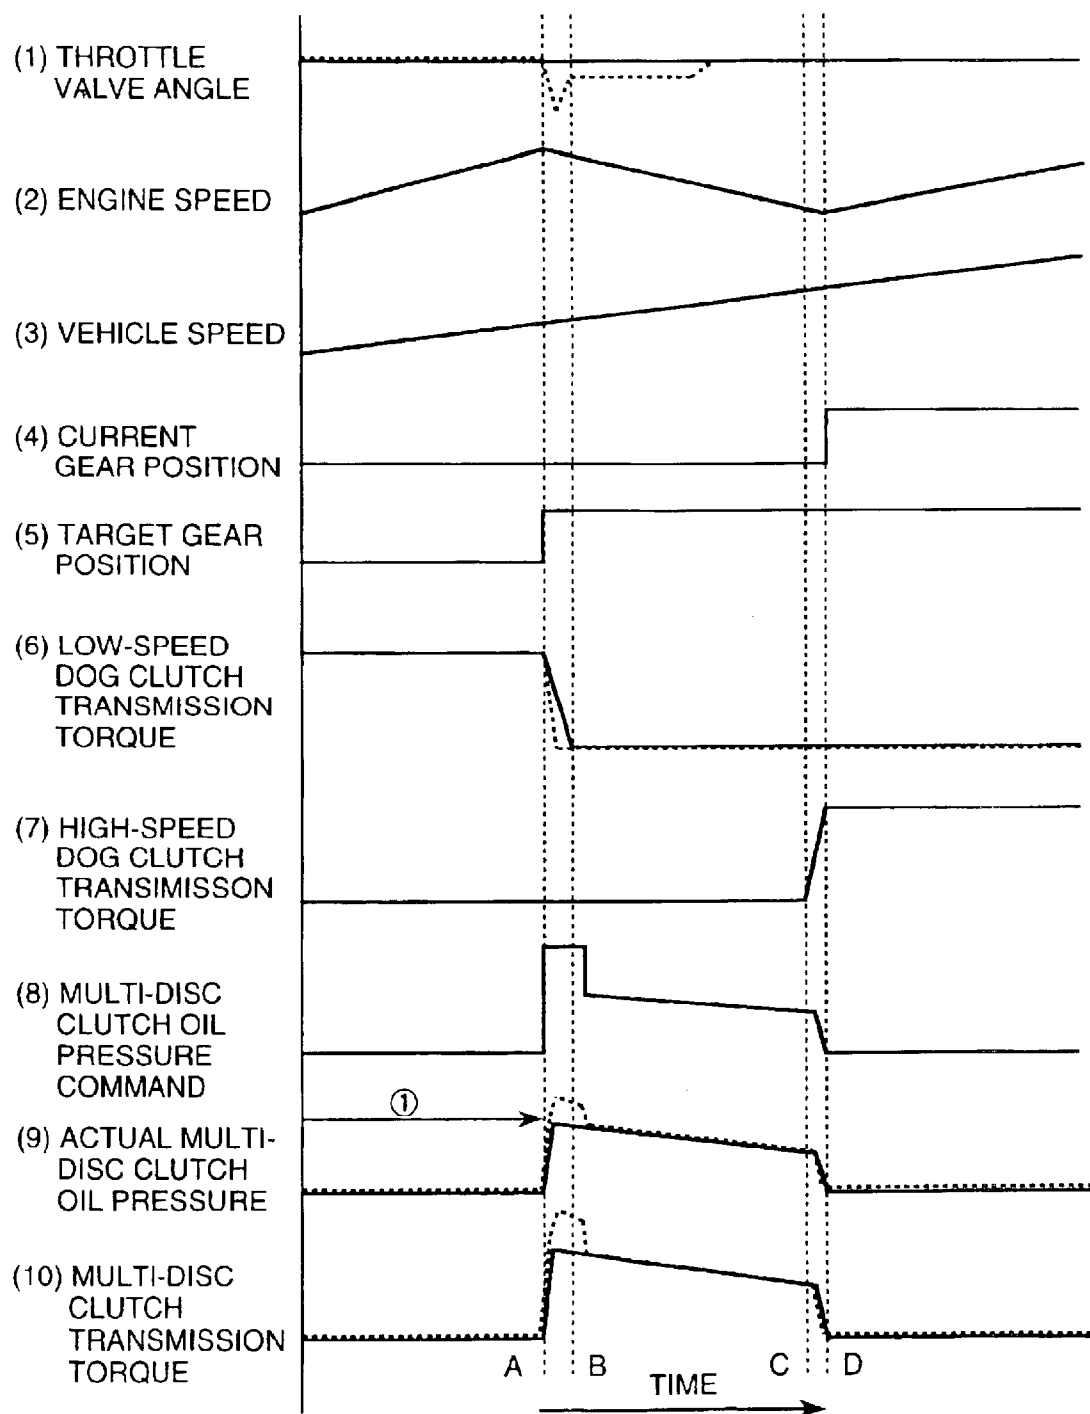 (1) THROTTLE
VALVE ANGLE
(2) ENGINE SPEED
(3) VEHICLE SPEED
(4) CURRENT
GEAR POSITION
(5) TARGET GEAR
POSITION
(6) LOW-SPEED
DOG CLUTCH
TRANSMISSION
TORQUE
(7) HIGH-SPEED
DOG CLUTCH
TRANSIMISSON
TORQUE
(8) MULTI-DISC
CLUTCH OIL
PRESSURE
COMMAND
①
(9) ACTUAL MULTI-
DISC CLUTCH
OIL PRESSURE
(10) MULTI-DISC
CLUTCH
TRANSMISSION
TORQUE
A B C D
TIME